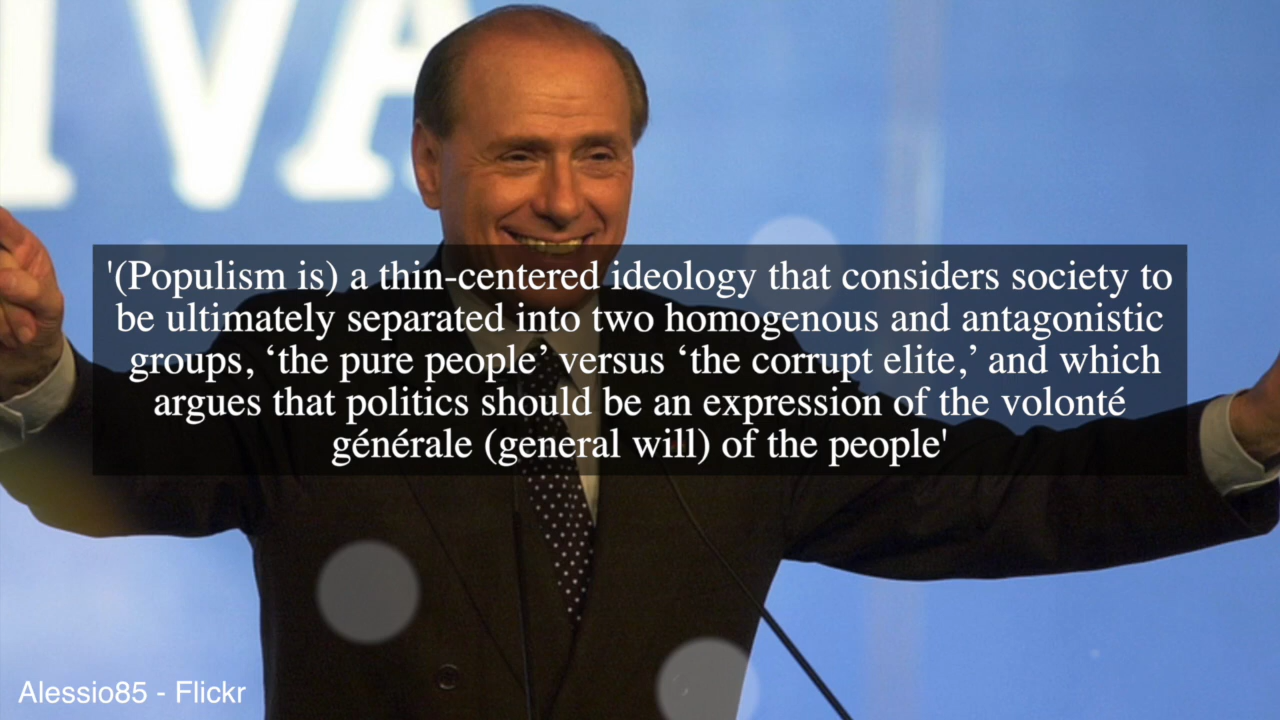 IVA
'(Populism is) a thin-centered ideology that considers society to
be ultimately separated into two homogenous and antagonistic
groups, ‘the pure people’ versus ‘the corrupt elite,’ and which
argues that politics should be an expression of the volonté
générale (general will) of the people'
Alessio85 - Flickr